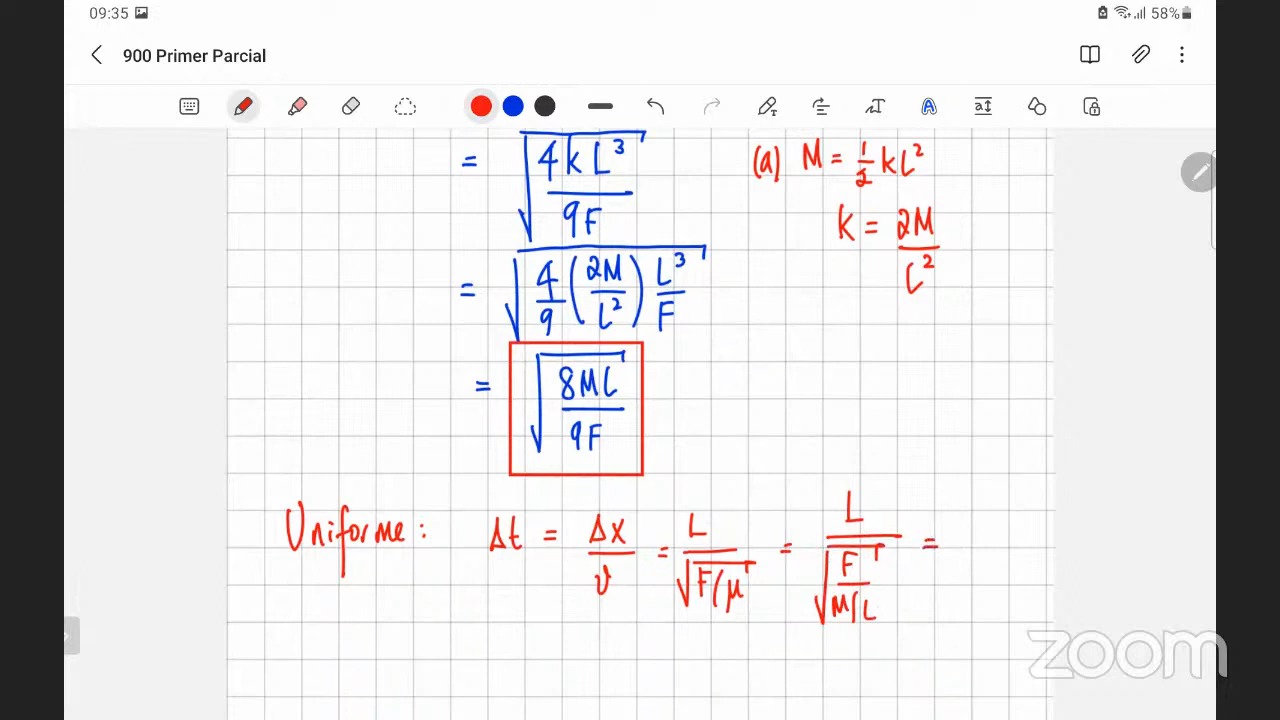 09:35 58%
900 Primer Parcial
= √(4kL³/9F)
(a) M = 1/2 kL²
k = 2M/L²
= √(4/9 (2M/L²) L³/F)
= √(8ML/9F)
Uniforme: Δt = Δx/v = L/√(F/μ) = L/√(F/(M/L)) =
zoom